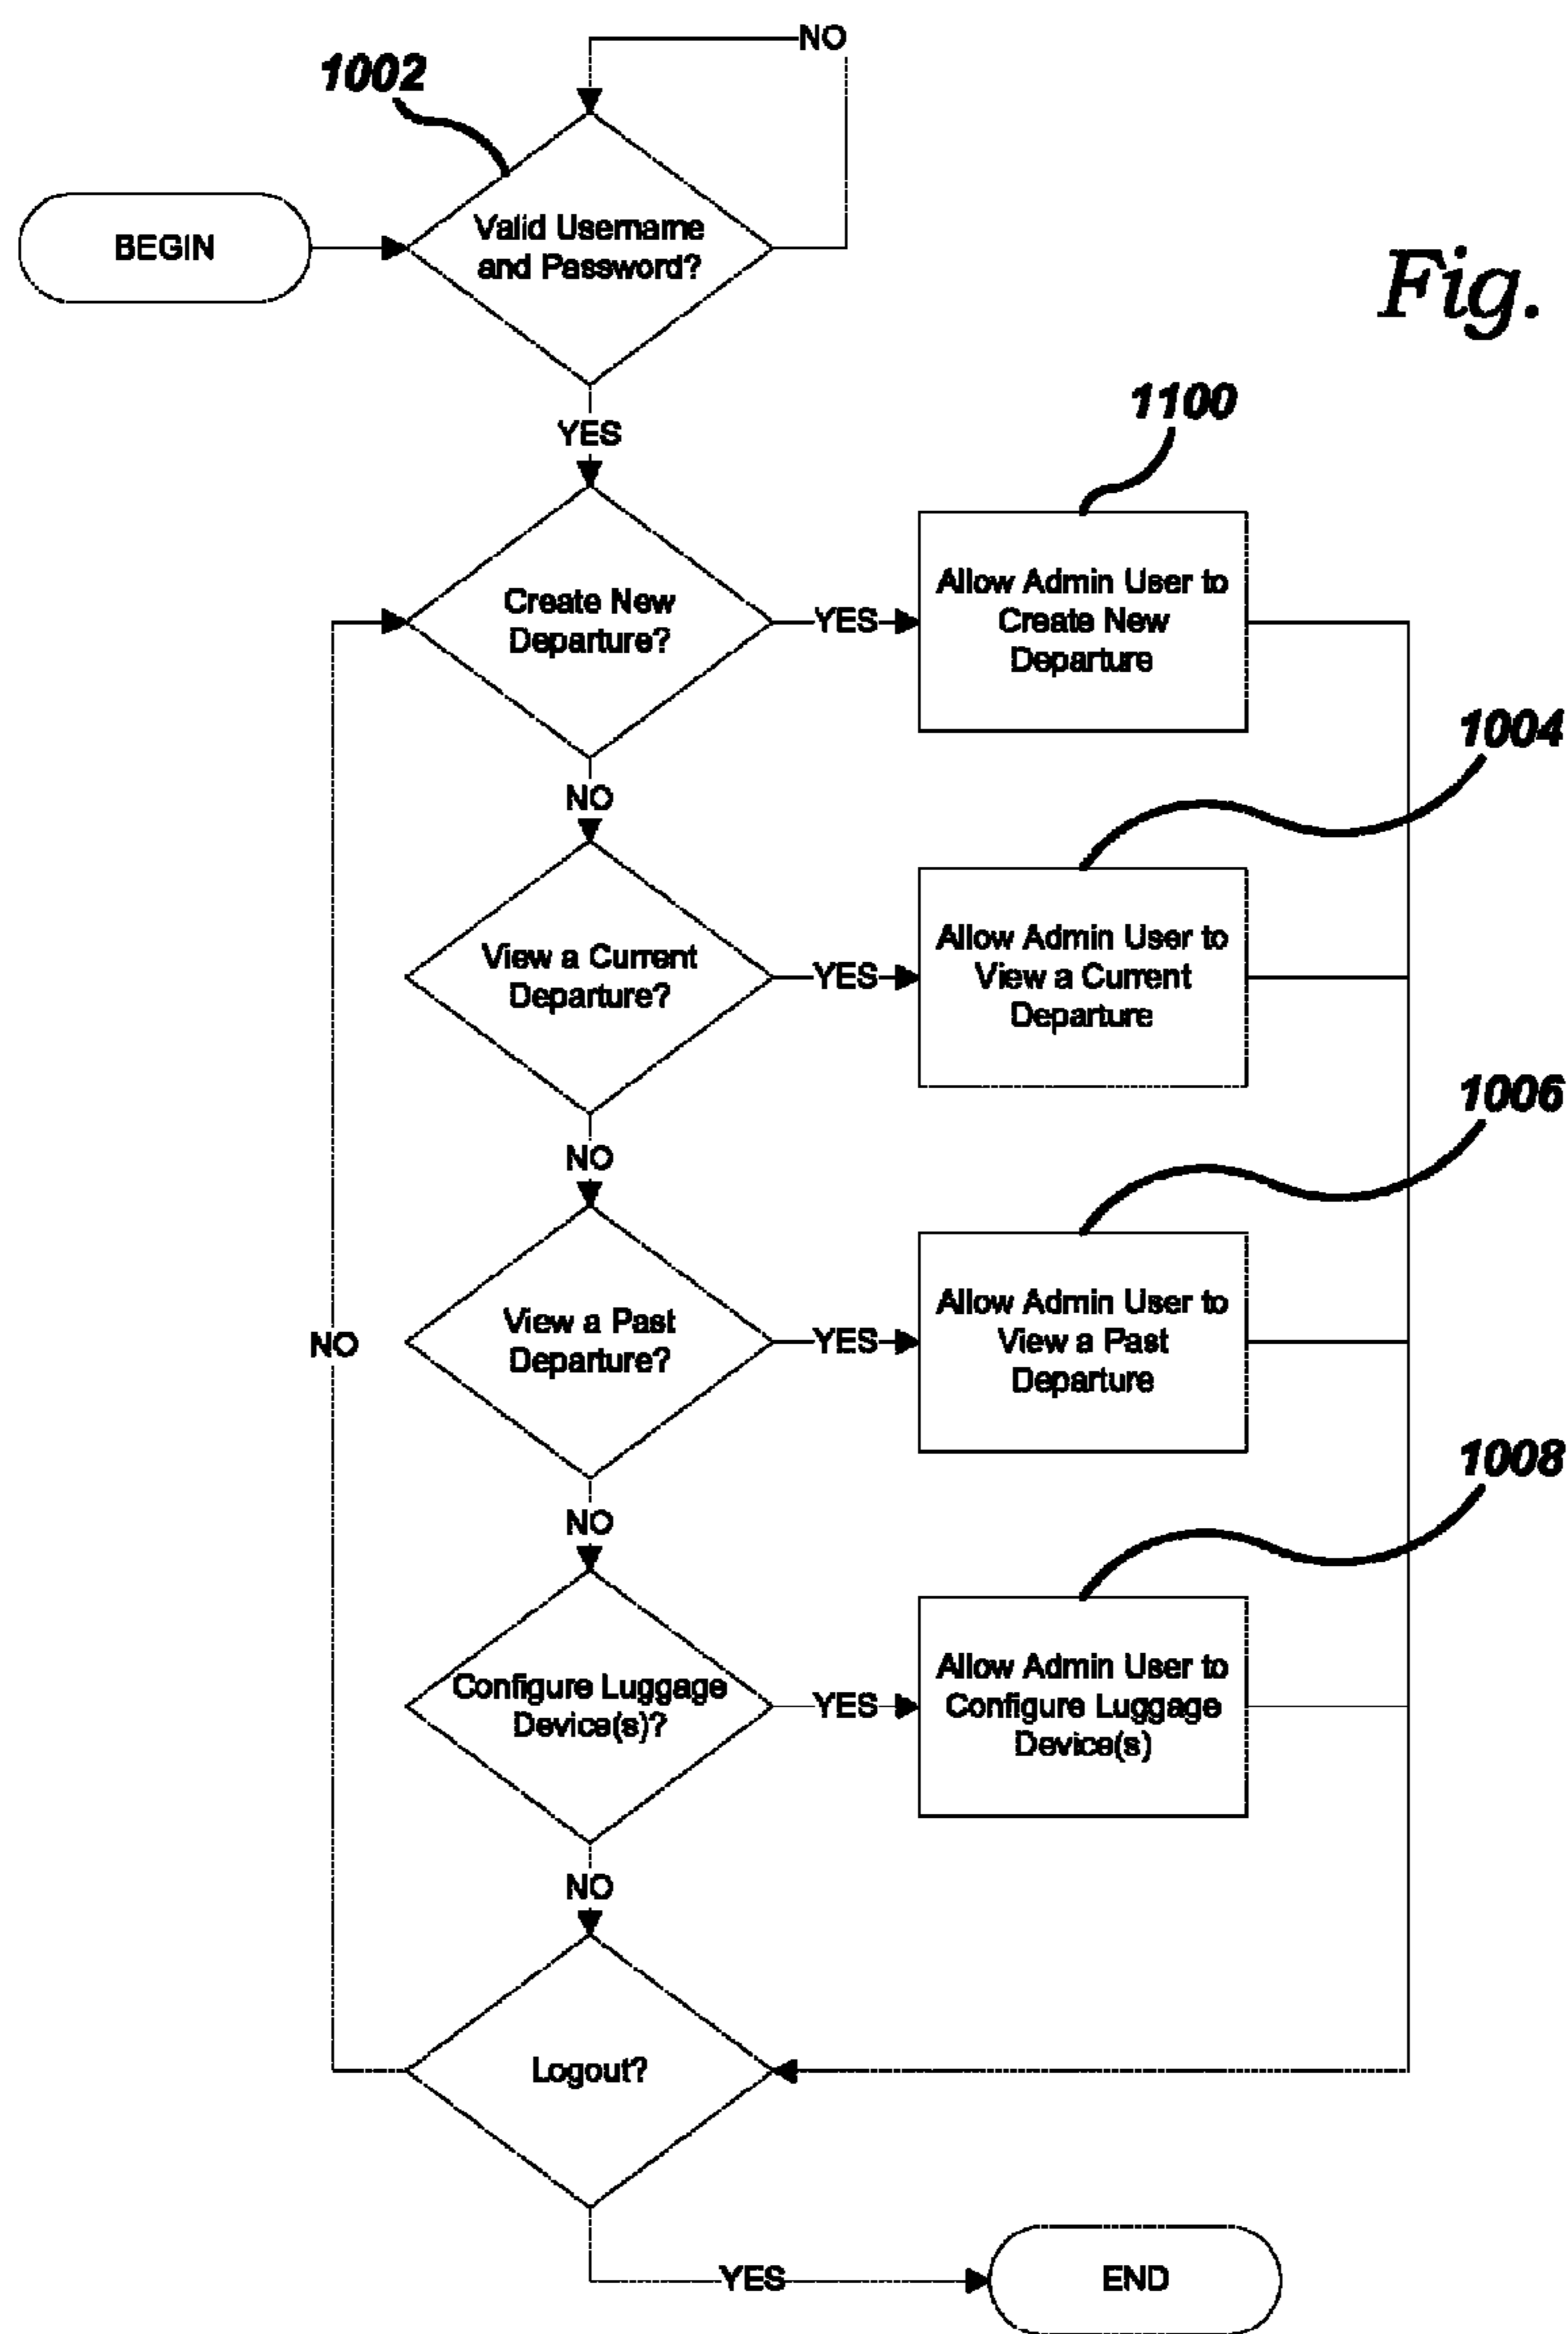 NO
1002
BEGIN
Valid Username
and Password?
Fig.
YES
1100
Create New
Departure?
YES
Allow Admin User to
Create New
Departure
1004
NO
View a Current
Departure?
YES
Allow Admin User to
View a Current
Departure
1006
NO
View a Past
Departure?
YES
Allow Admin User to
View a Past
Departure
NO
1008
NO
Configure Luggage
Device(s)?
YES
Allow Admin User to
Configure Luggage
Device(s)
NO
Logout?
YES
END